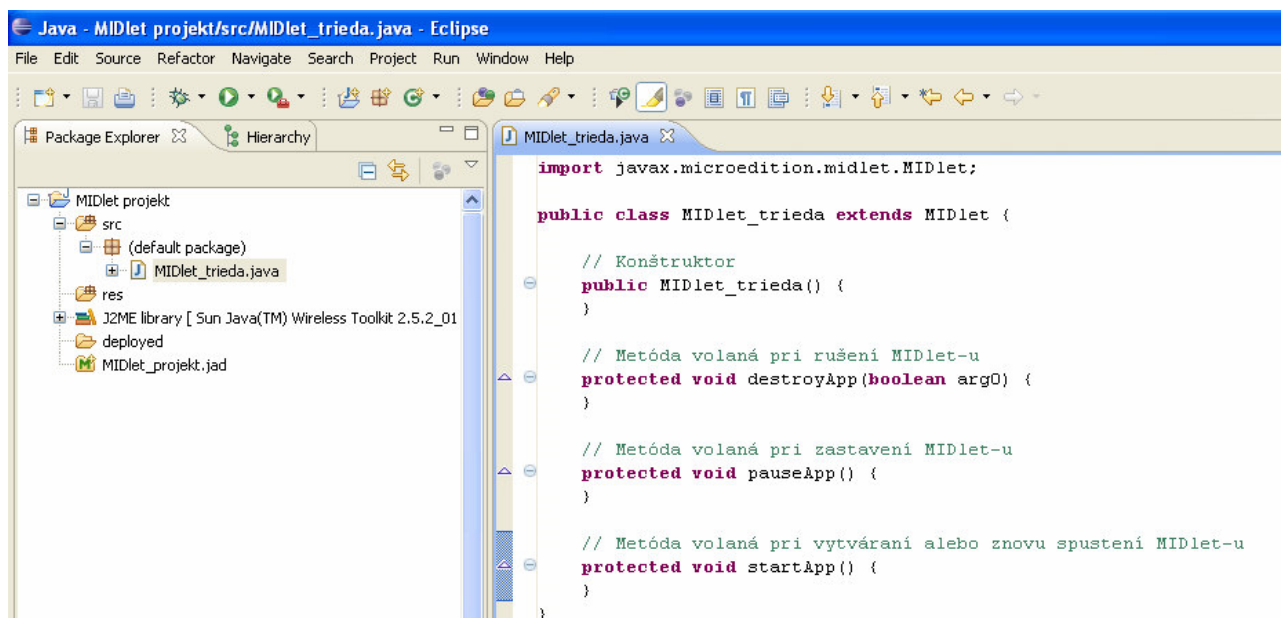 Java - MIDlet projekt/src/MIDlet_trieda.java - Eclipse
File Edit Source Refactor Navigate Search Project Run Window Help
Package Explorer Hierarchy
MIDlet projekt
src
(default package)
MIDlet_trieda.java
res
J2ME library [ Sun Java(TM) Wireless Toolkit 2.5.2_01
deployed
MIDlet_projekt.jad
MIDlet_trieda.java
import javax.microedition.midlet.MIDlet;
public class MIDlet_trieda extends MIDlet {
// Konštruktor
public MIDlet_trieda() {
}
// Metóda volaná pri rušení MIDlet-u
protected void destroyApp(boolean arg0) {
}
// Metóda volaná pri zastavení MIDlet-u
protected void pauseApp() {
}
// Metóda volaná pri vytváraní alebo znovu spustení MIDlet-u
protected void startApp() {
}
}